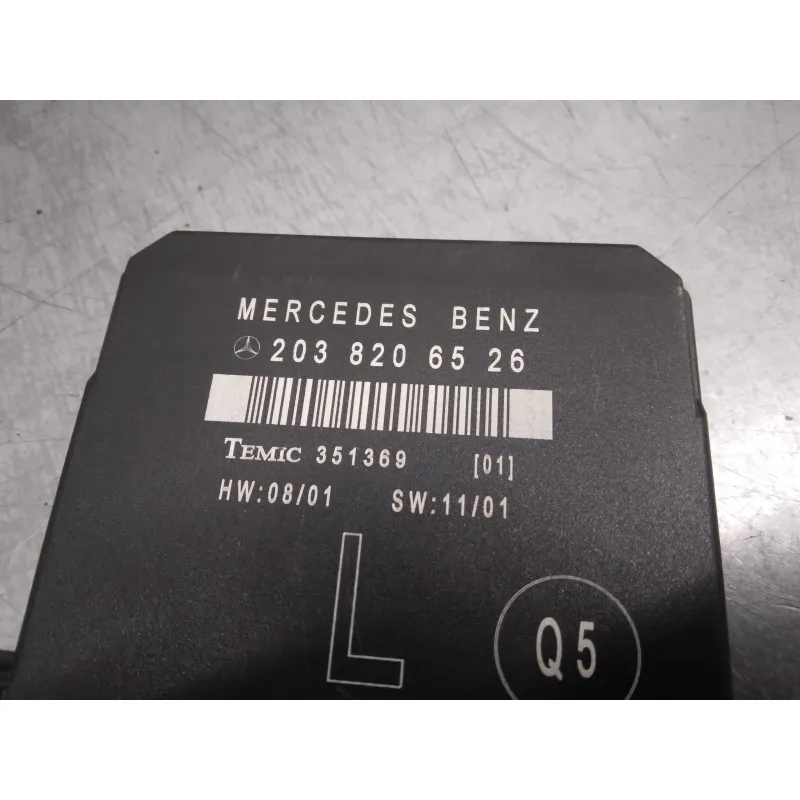 MERCEDES BENZ
203 820 65 26
TEMIC 351369 [01]
HW:08/01 SW:11/01
L
Q5